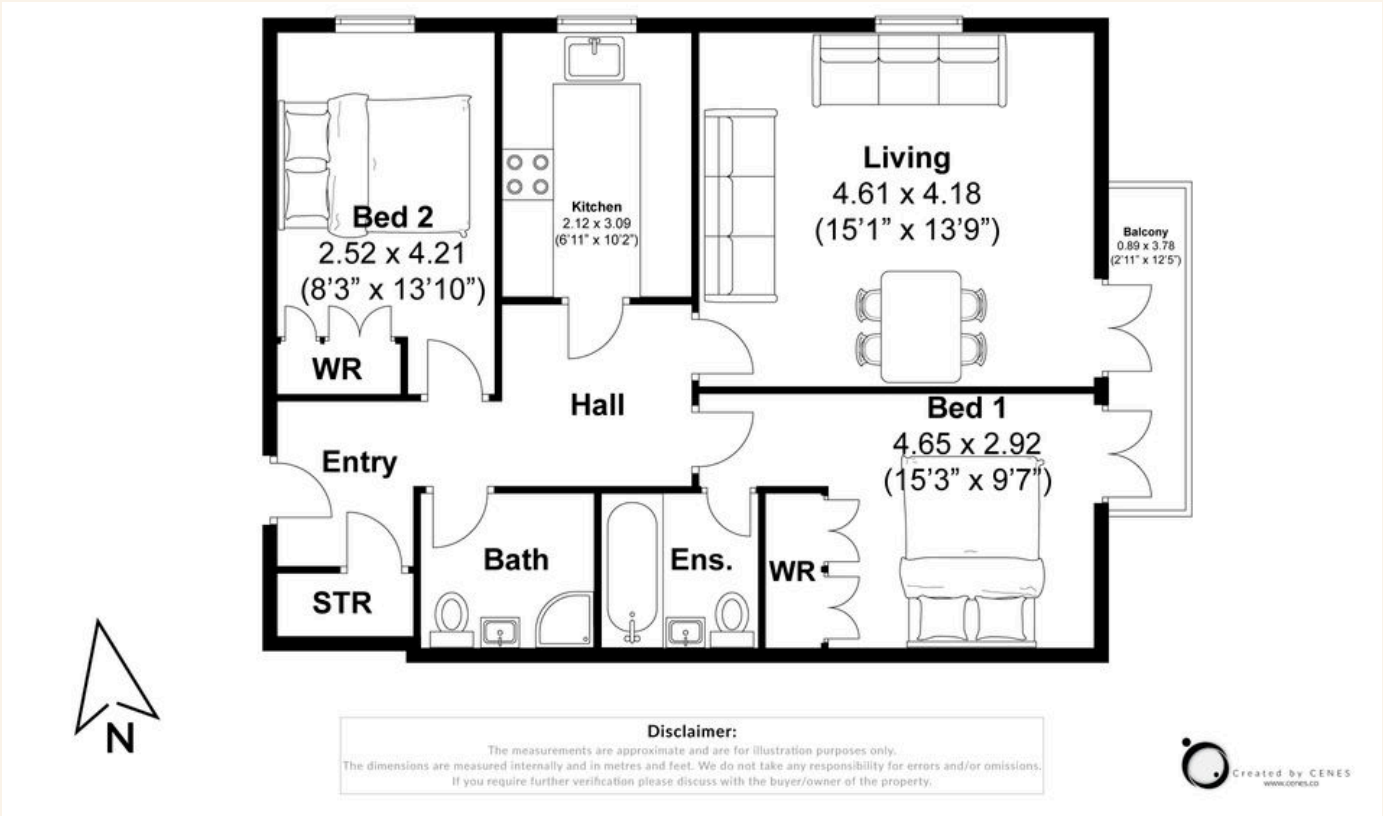 Bed 2
2.52 x 4.21
(8’3” x 13’10”)
WR
Kitchen
2.12 x 3.09
(6’11” x 10’2”)
Living
4.61 x 4.18
(15’1” x 13’9”)
Balcony
0.89 x 3.78
(2’11” x 12’5”)
Hall
Entry
Bed 1
4.65 x 2.92
(15’3” x 9’7”)
Bath
Ens.
WR
STR
N
Disclaimer:
The measurements are approximate and are for illustration purposes only.
The dimensions are measured internally and in metres and feet. We do not take any responsibility for errors and/or omissions.
If you require further verification please discuss with the buyer/owner of the property.
Created by CENES
www.cenes.co